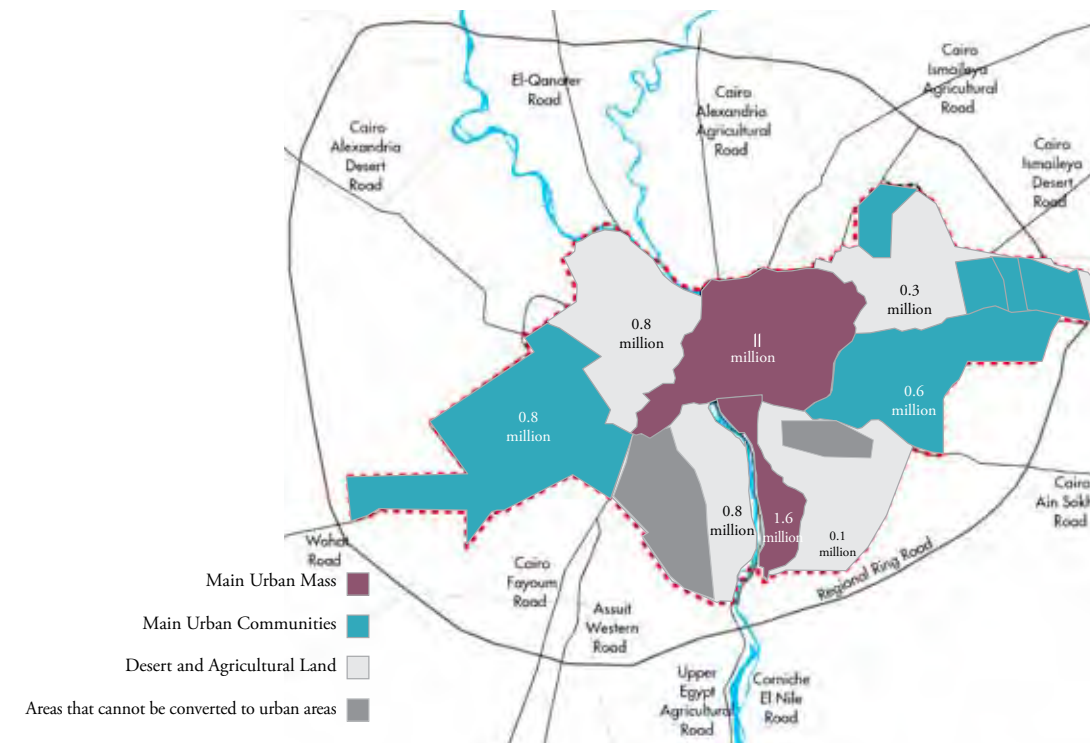 El-Qanater
Road
Cairo
Ismaileya
Agricultural
Road
Cairo
Alexandria
Agricultural
Road
Cairo
Alexandria
Desert
Road
Cairo
Ismaileya
Desert
Road
0.3
million
0.8
million
11
million
0.6
million
0.8
million
0.8
million
1.6
million
0.1
million
Cairo
Ain Sokh
Road
Wahat
Road
Cairo
Fayoum
Road
Regional Ring Road
Assuit
Western
Road
Upper
Egypt
Agricultural
Road
Corniche
El Nile
Road
Main Urban Mass
Main Urban Communities
Desert and Agricultural Land
Areas that cannot be converted to urban areas